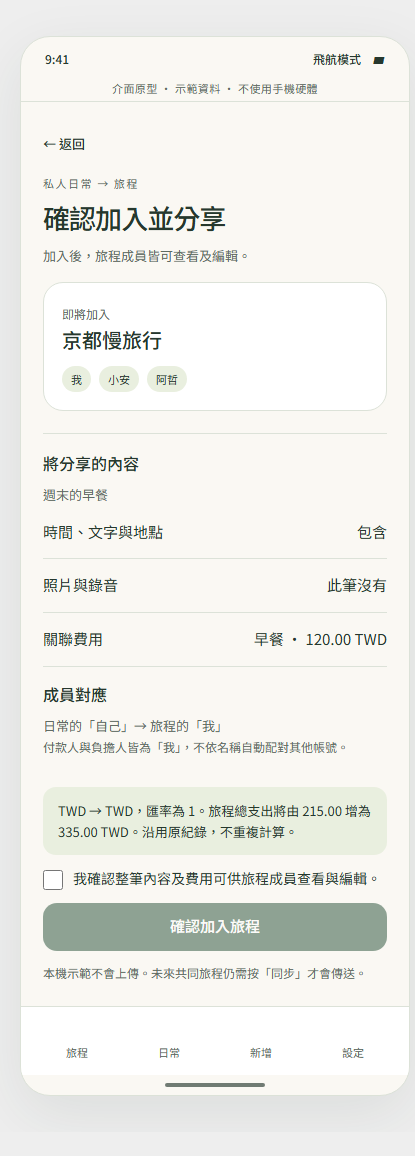 9:41 飛航模式
介面原型 · 示範資料 · 不使用手機硬體
← 返回
私人日常 → 旅程
確認加入並分享
加入後，旅程成員皆可查看及編輯。
即將加入
京都慢旅行
我 小安 阿哲
將分享的內容
週末的早餐
時間、文字與地點 包含
照片與錄音 此筆沒有
關聯費用 早餐 · 120.00 TWD
成員對應
日常的「自己」→ 旅程的「我」
付款人與負擔人皆為「我」，不依名稱自動配對其他帳號。
TWD → TWD，匯率為 1。旅程總支出將由 215.00 增為
335.00 TWD。沿用原紀錄，不重複計算。
我確認整筆內容及費用可供旅程成員查看與編輯。
確認加入旅程
本機示範不會上傳。未來共同旅程仍需按「同步」才會傳送。
旅程 日常 新增 設定